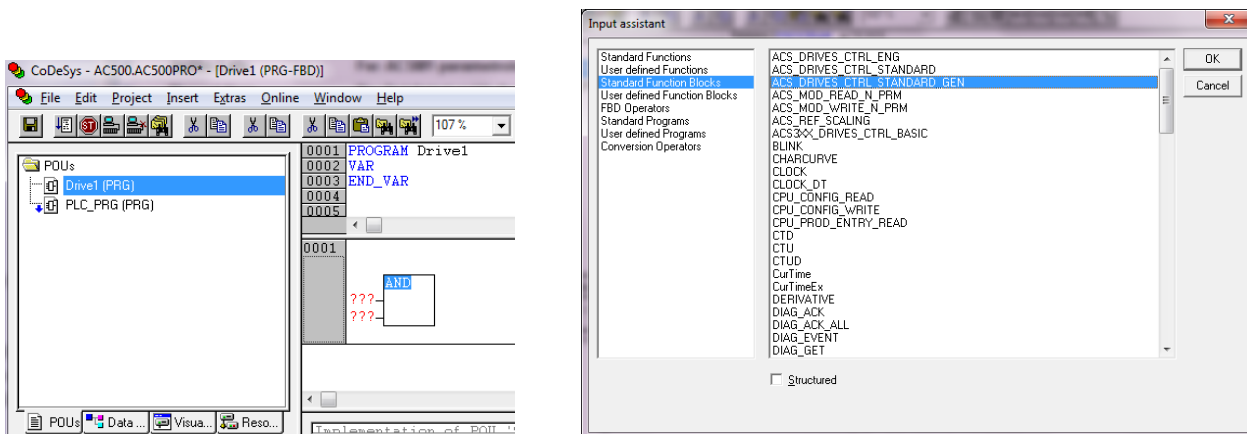 CoDeSys - AC500.AC500PRO* - [Drive1 (PRG-FBD)]
File Edit Project Insert Extras Online Window Help
107 %
POUs
Drive1 (PRG)
PLC_PRG (PRG)
0001 PROGRAM Drive1
0002 VAR
0003 END_VAR
0004
0005
0001
AND
???
???
POUs Data ... Visua... Reso...
Implementation of POU
Input assistant
Standard Functions
User defined Functions
Standard Function Blocks
User defined Function Blocks
FBD Operators
Standard Programs
User defined Programs
Conversion Operators
ACS_DRIVES_CTRL_ENG
ACS_DRIVES_CTRL_STANDARD
ACS_DRIVES_CTRL_STANDARD_GEN
ACS_MOD_READ_N_PRM
ACS_MOD_WRITE_N_PRM
ACS_REF_SCALING
ACS3XX_DRIVES_CTRL_BASIC
BLINK
CHARCURVE
CLOCK
CLOCK_DT
CPU_CONFIG_READ
CPU_CONFIG_WRITE
CPU_PROD_ENTRY_READ
CTD
CTU
CTUD
CurTime
CurTimeEx
DERIVATIVE
DIAG_ACK
DIAG_ACK_ALL
DIAG_EVENT
DIAG_GET
OK
Cancel
Structured